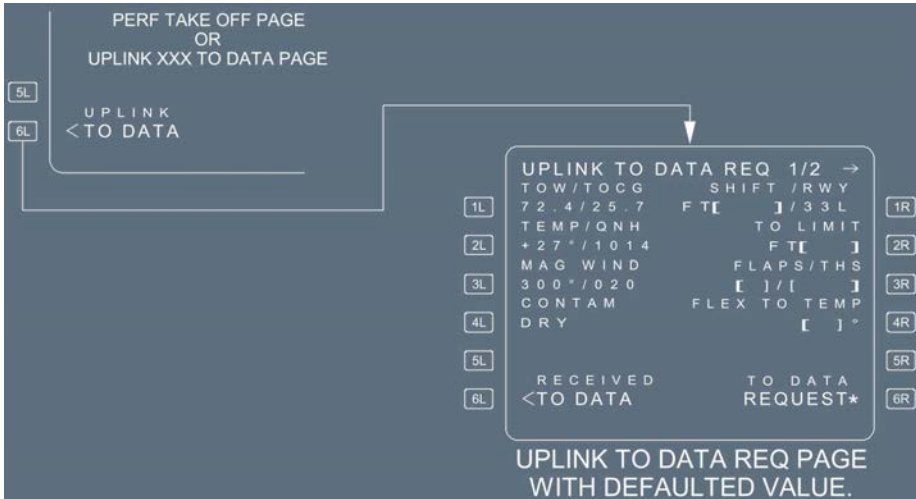 PERF TAKE OFF PAGE
OR
UPLINK XXX TO DATA PAGE
5L
UPLINK
6L <TO DATA
UPLINK TO DATA REQ 1/2 →
TOW/TOCG SHIFT /RWY
1L 72.4/25.7 FT[ ]/33L 1R
TEMP/QNH TO LIMIT
2L +27°/1014 FT[ ] 2R
MAG WIND FLAPS/THS
3L 300°/020 [ ]/[ ] 3R
CONTAM FLEX TO TEMP
4L DRY [ ]° 4R
5L 5R
RECEIVED TO DATA
6L <TO DATA REQUEST* 6R
UPLINK TO DATA REQ PAGE
WITH DEFAULTED VALUE.